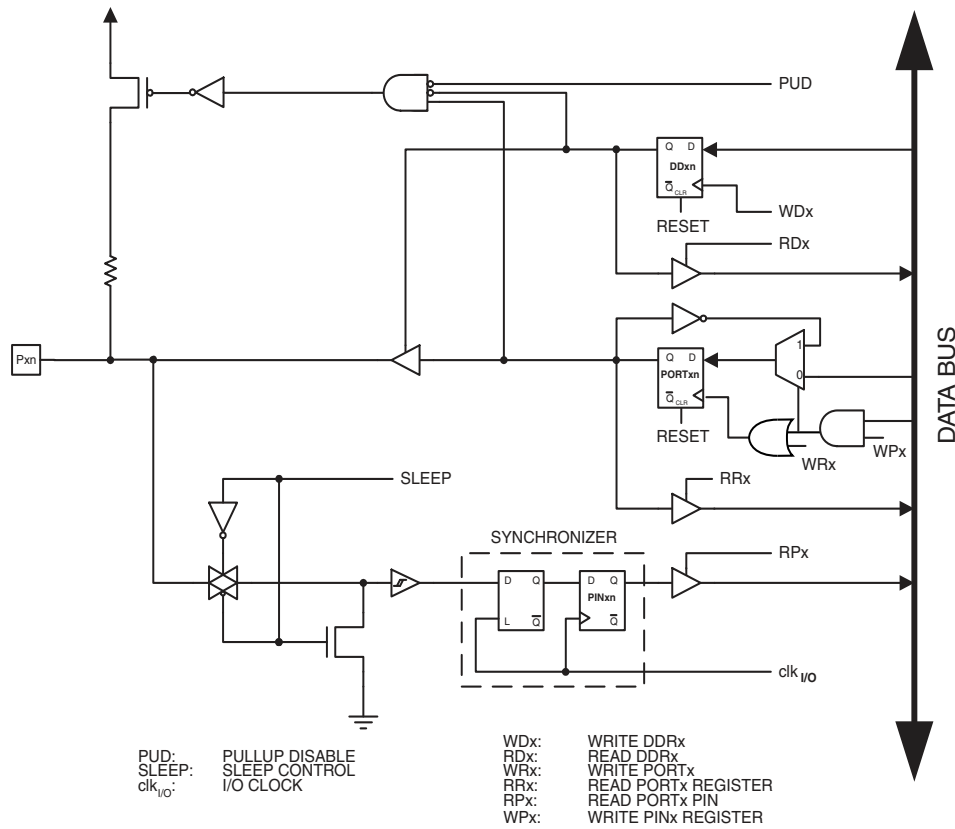 PUD
Q D
DDxn
Q CLR
WDx
RESET
RDx
Pxn
1
Q D
PORTxn
0
Q CLR
RESET
WRx
WPx
DATA BUS
SLEEP
RRx
SYNCHRONIZER
RPx
D Q
D Q
PINxn
L Q
Q
clk I/O
PUD: PULLUP DISABLE
SLEEP: SLEEP CONTROL
clkI/O: I/O CLOCK
WDx: WRITE DDRx
RDx: READ DDRx
WRx: WRITE PORTx
RRx: READ PORTx REGISTER
RPx: READ PORTx PIN
WPx: WRITE PINx REGISTER